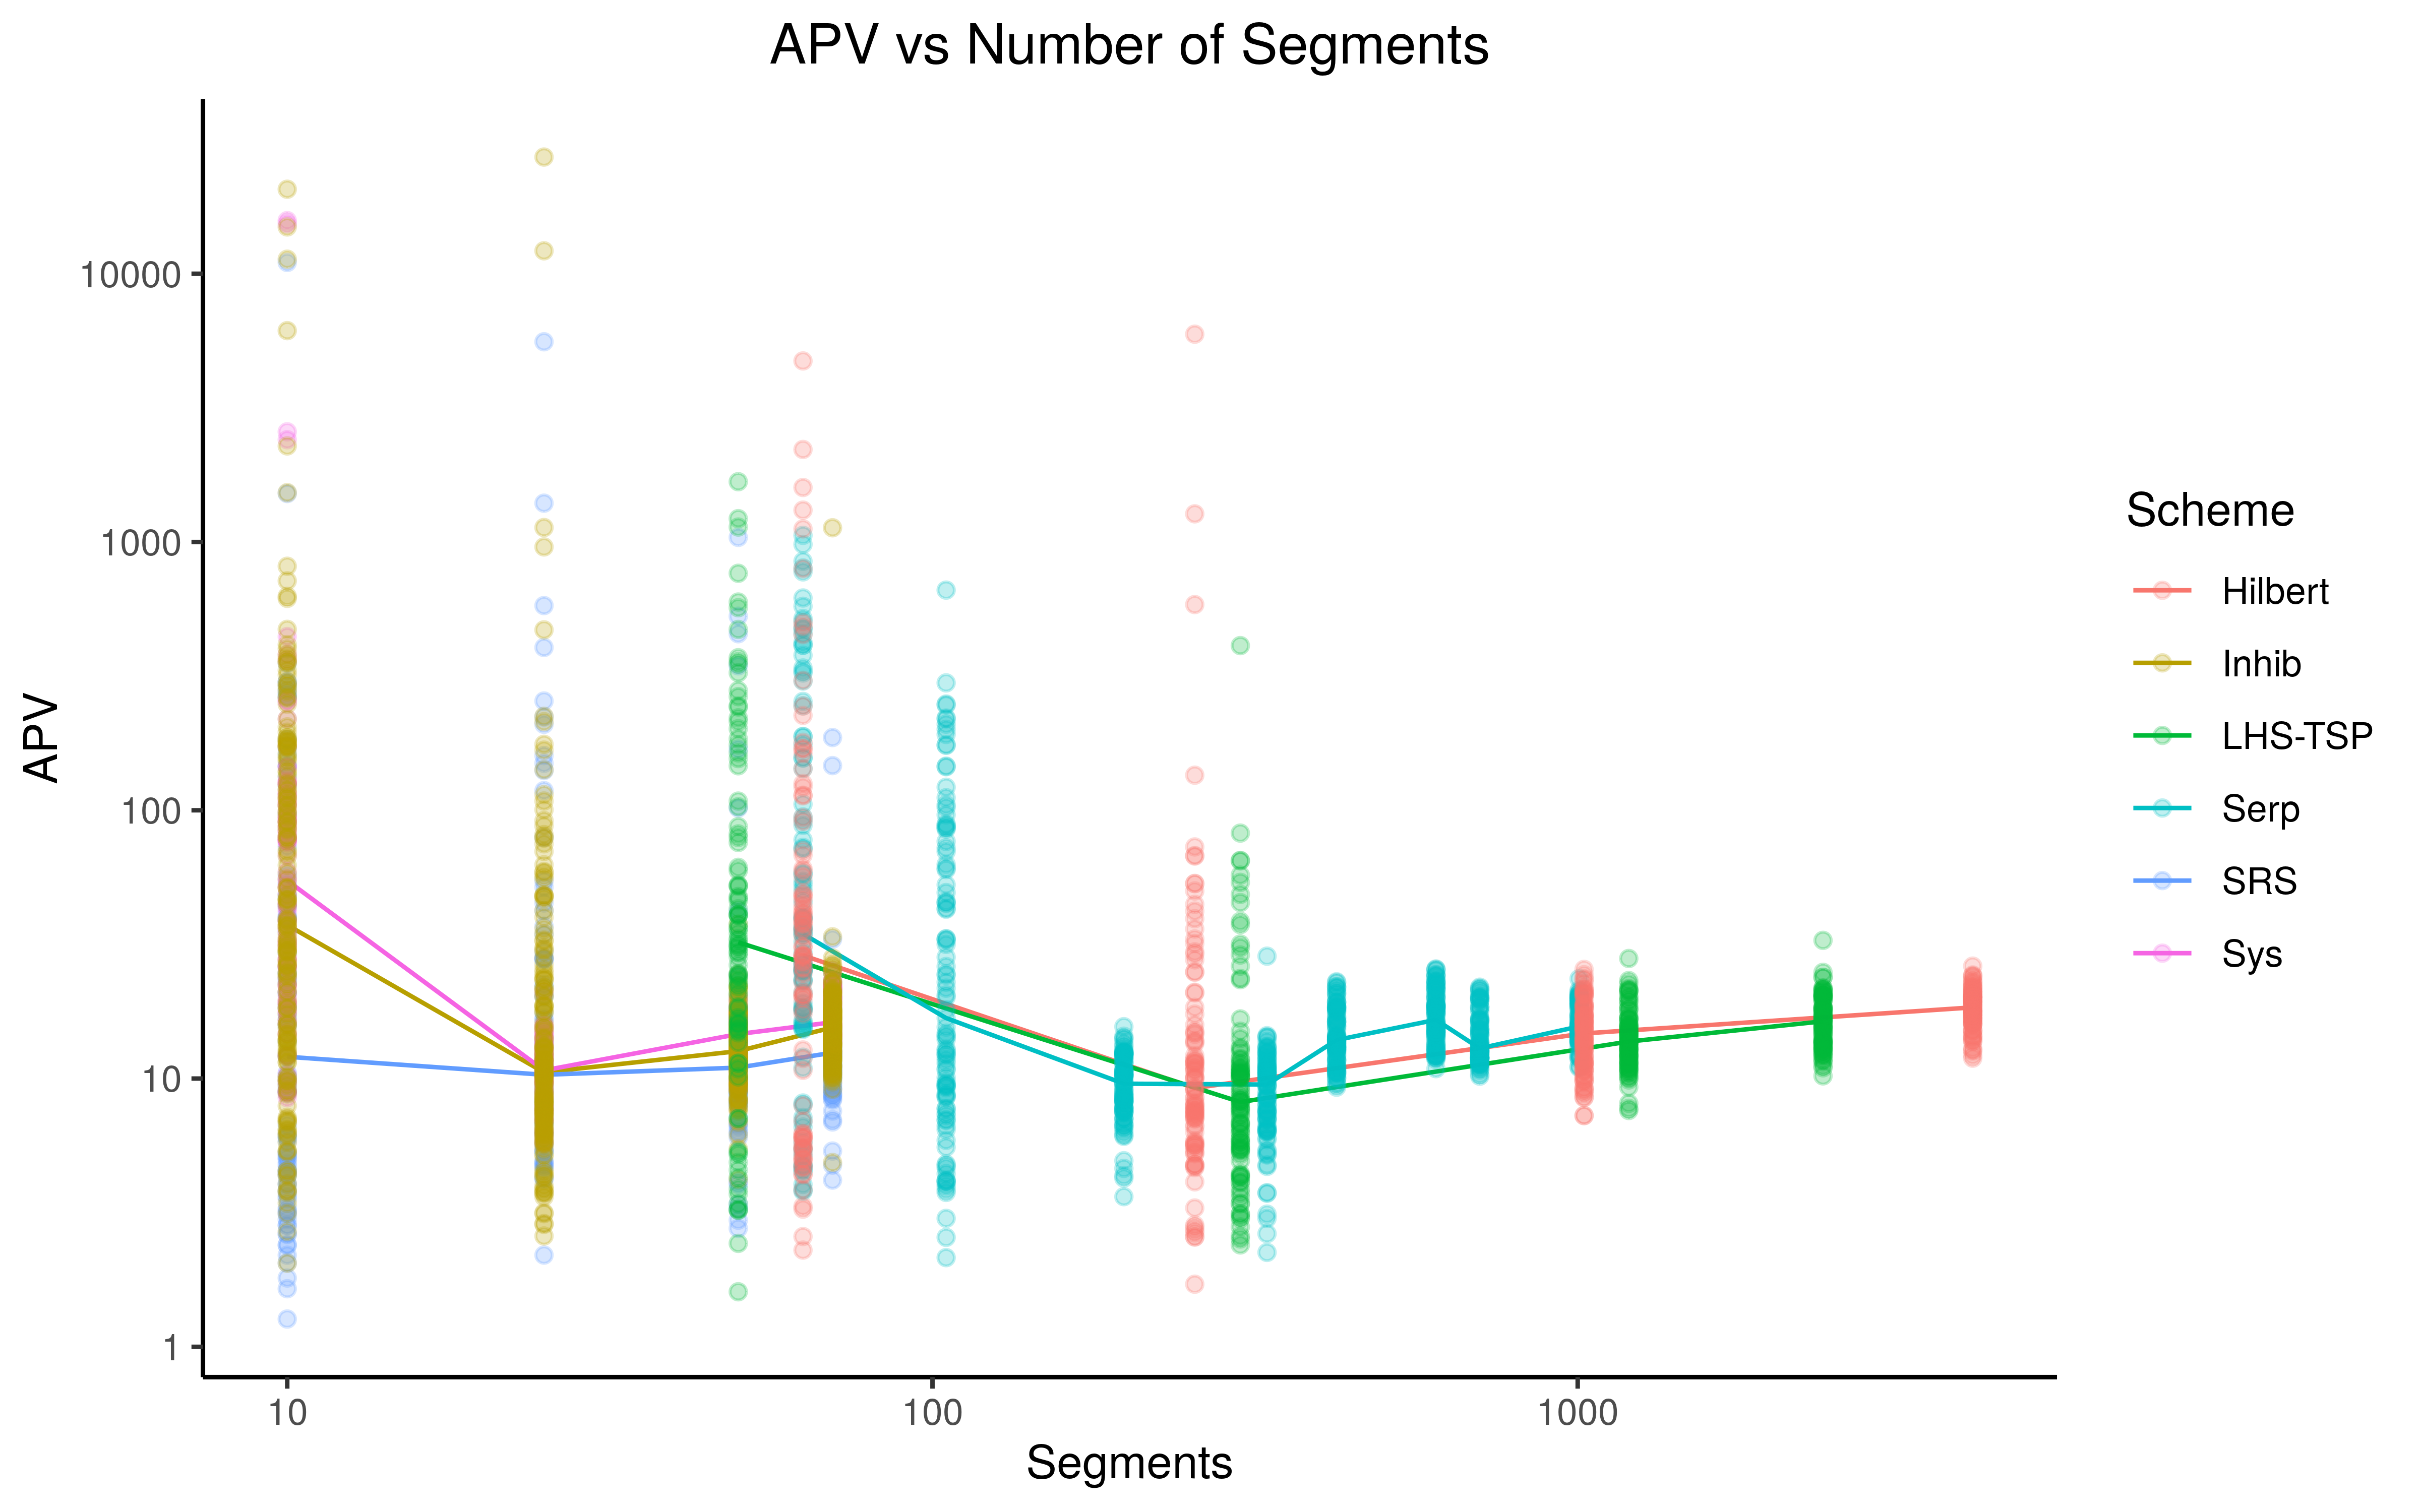 APV vs Number of Segments
APV
10000
1000
100
10
1
10
100
1000
Segments
Scheme
Hilbert
Inhib
LHS-TSP
Serp
SRS
Sys